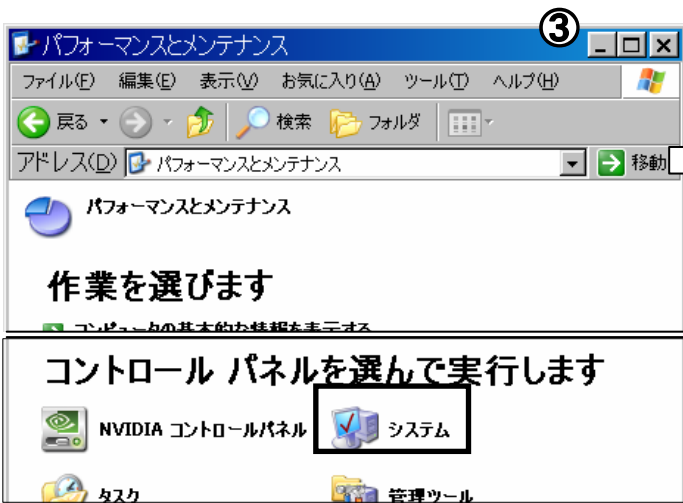 ③
パフォーマンスとメンテナンス
ファイル(F) 編集(E) 表示(V) お気に入り(A) ツール(T) ヘルプ(H)
戻る 検索 フォルダ
アドレス(D) パフォーマンスとメンテナンス 移動
パフォーマンスとメンテナンス
作業を選びます
コンピュータの基本的な情報を表示する
コントロール パネルを選んで実行します
NVIDIA コントロールパネル システム
タスク 管理ツール